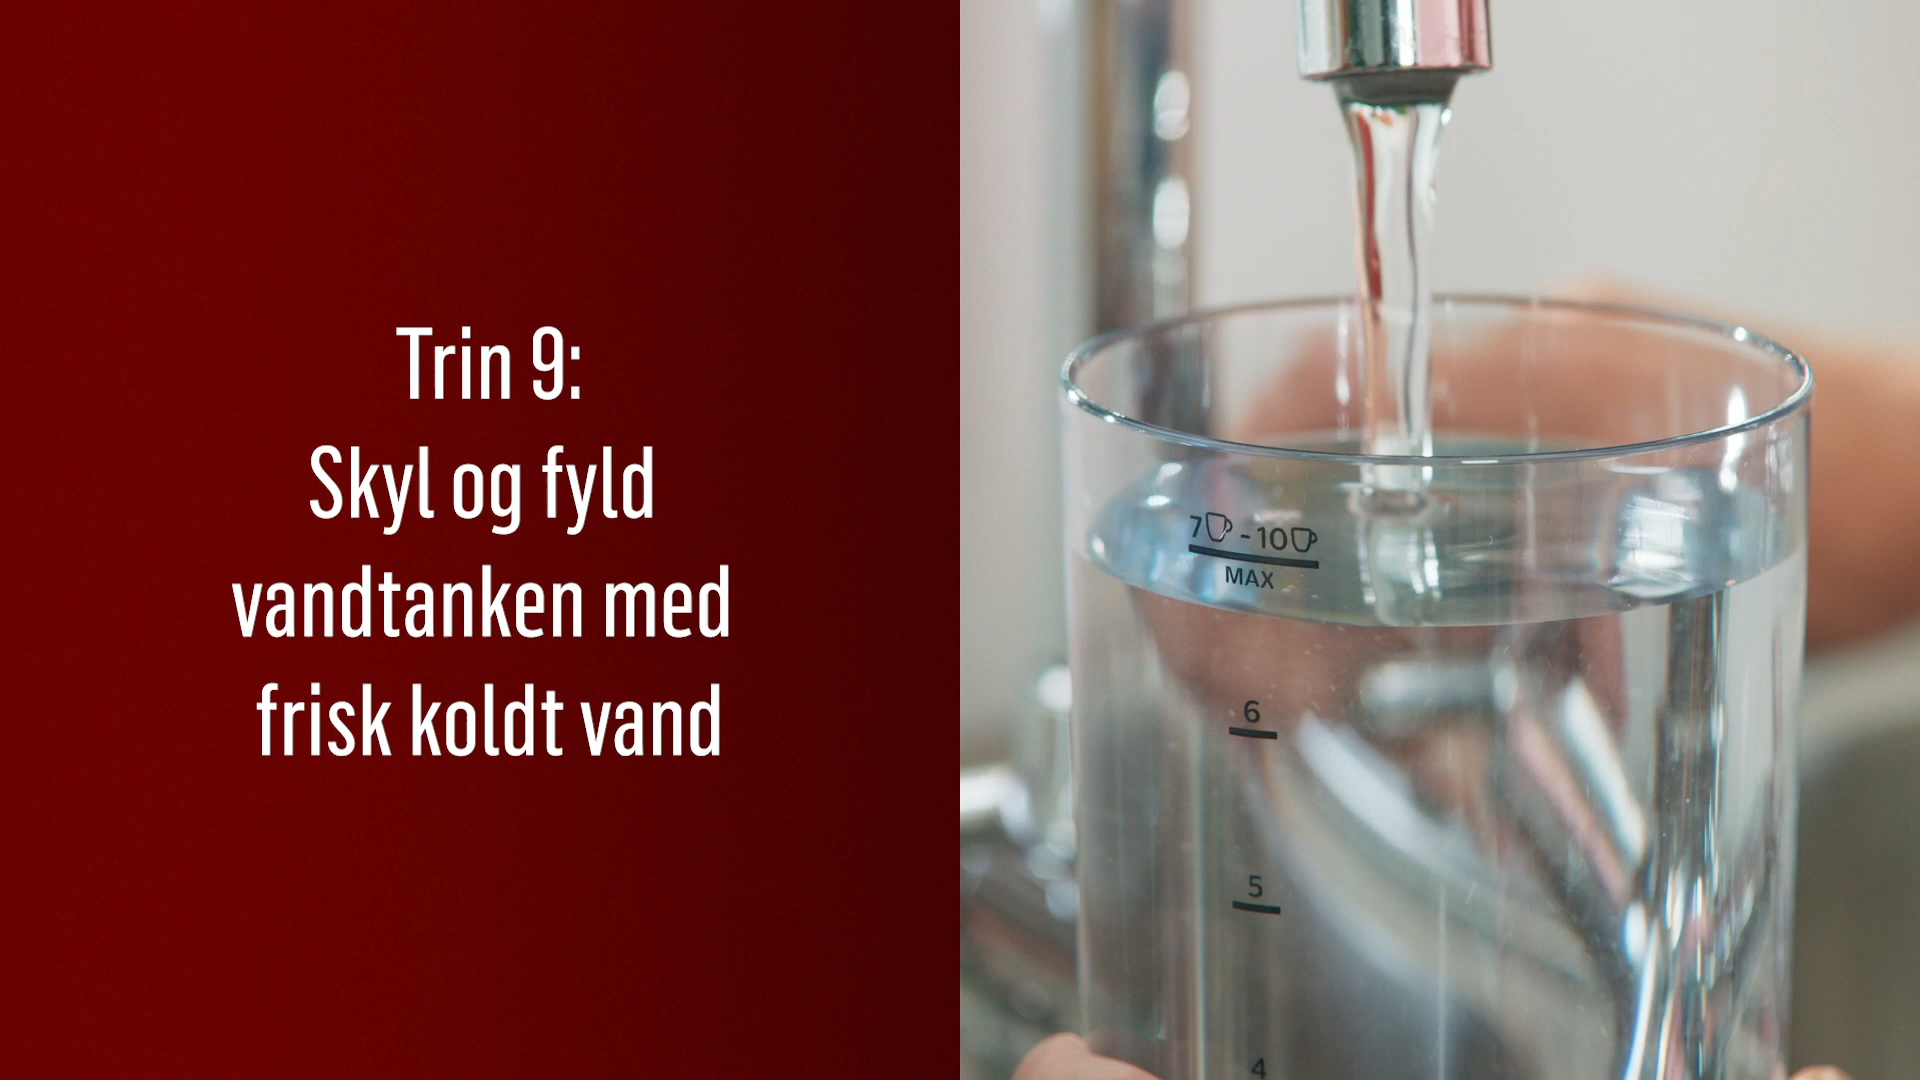 Trin 9:
Skyl og fyld
vandtanken med
frisk koldt vand
7 - 10
MAX
6
5
4